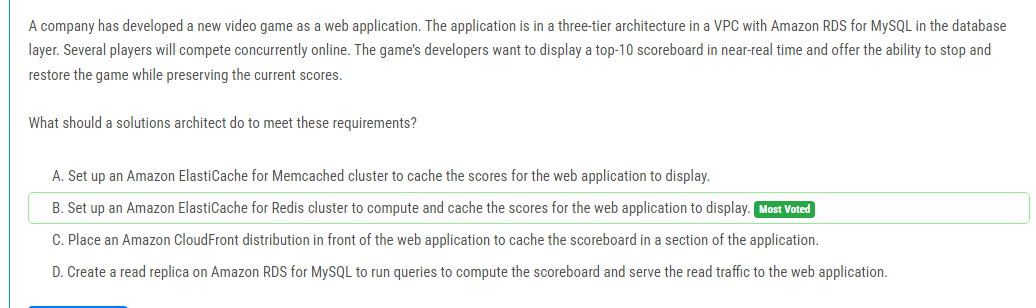 A company has developed a new video game as a web application. The application is in a three-tier architecture in a VPC with Amazon RDS for MySQL in the database
layer. Several players will compete concurrently online. The game's developers want to display a top-10 scoreboard in near-real time and offer the ability to stop and
restore the game while preserving the current scores.
What should a solutions architect do to meet these requirements?
A. Set up an Amazon ElastiCache for Memcached cluster to cache the scores for the web application to display.
B. Set up an Amazon ElastiCache for Redis cluster to compute and cache the scores for the web application to display. Most Voted
C. Place an Amazon CloudFront distribution in front of the web application to cache the scoreboard in a section of the application.
D. Create a read replica on Amazon RDS for MySQL to run queries to compute the scoreboard and serve the read traffic to the web application.